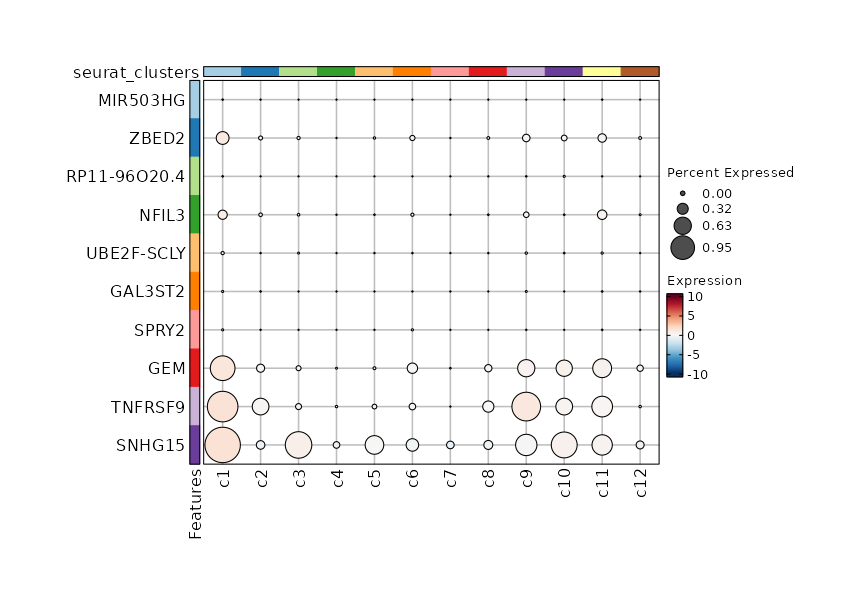 seurat_clusters
MIR503HG
ZBED2
RP11-96O20.4
NFIL3
UBE2F-SCLY
GAL3ST2
SPRY2
GEM
TNFRSF9
SNHG15
Features
c1 c2 c3 c4 c5 c6 c7 c8 c9 c10 c11 c12
Percent Expressed
0.00
0.32
0.63
0.95
Expression
10
5
0
-5
-10